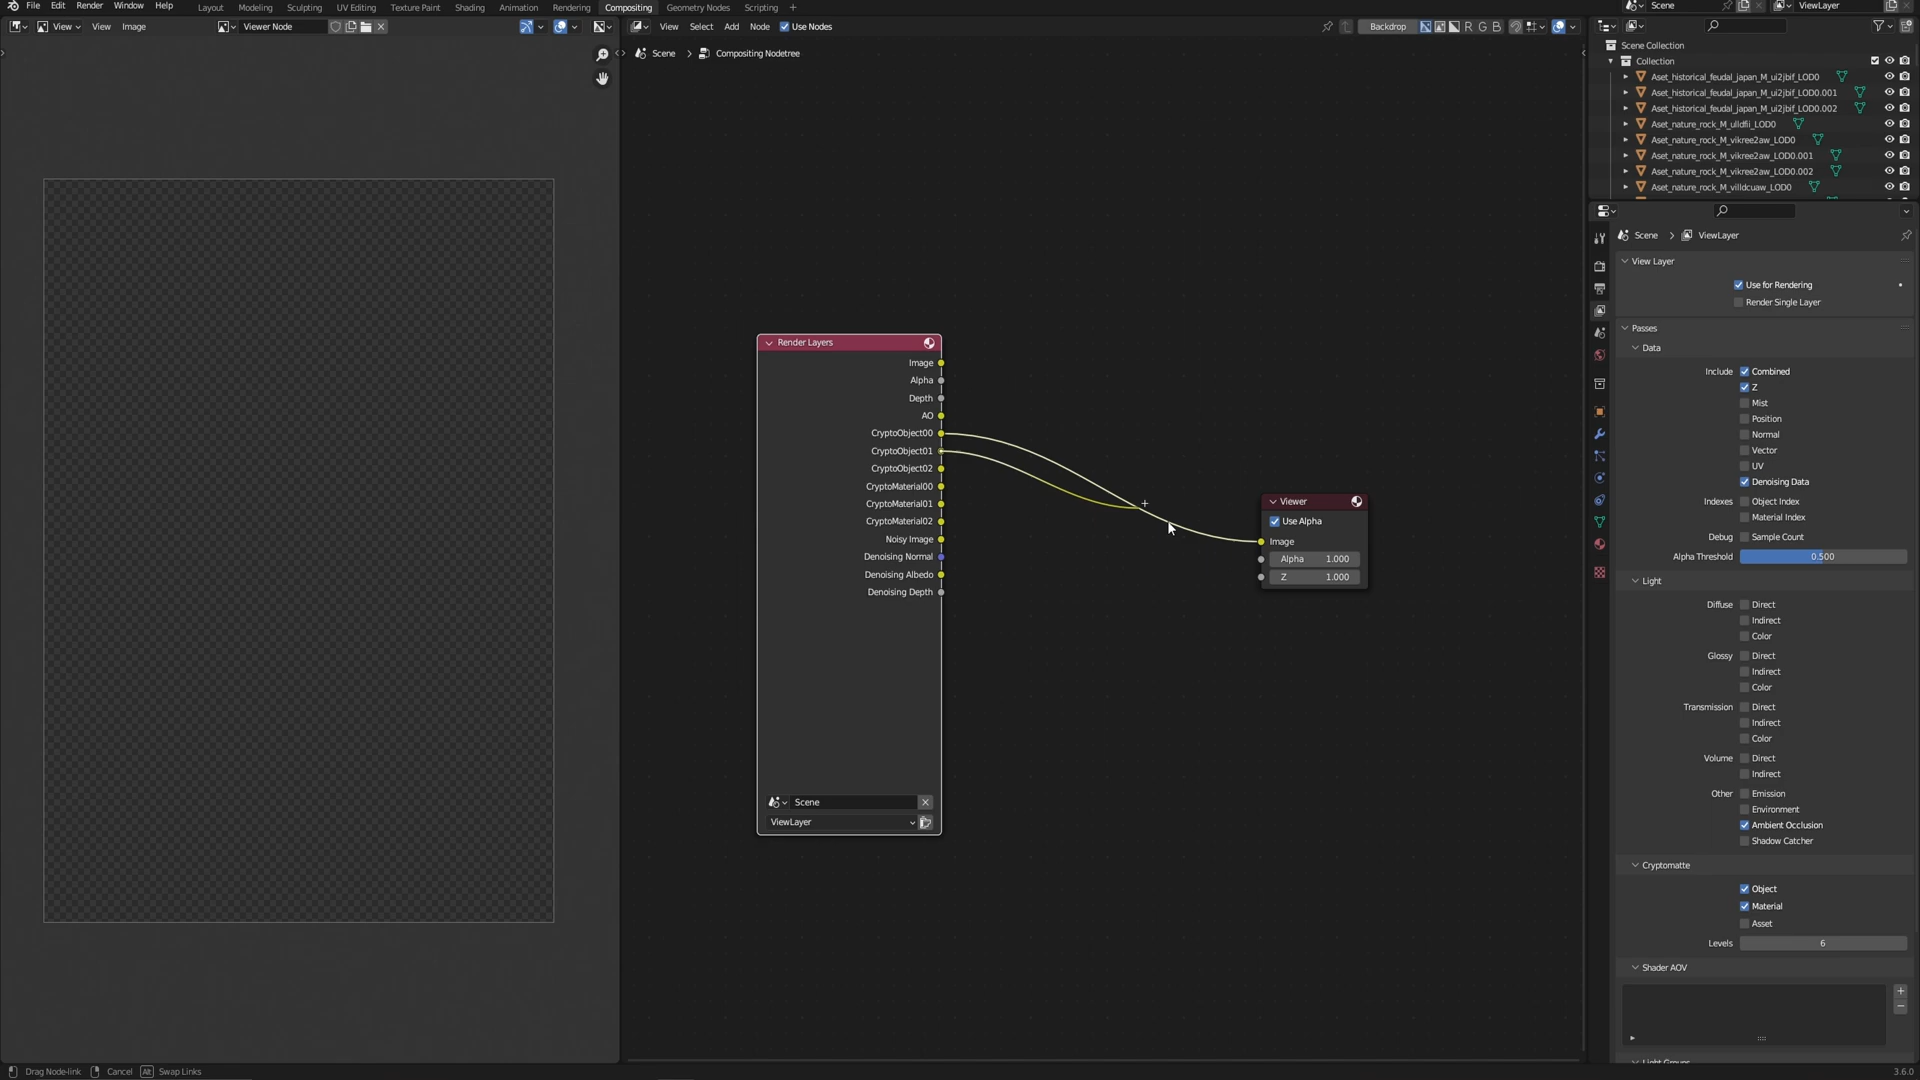 File Edit Render Window Help Layout Modeling Sculpting UV Editing Texture Paint Shading Animation Rendering Compositing Geometry Nodes Scripting + Scene ViewLayer
View View Image Viewer Node
View Select Add Node Use Nodes Backdrop R G B
Scene > Compositing Nodetree
Scene Collection
Collection
Aset_historical_feudal_japan_M_ui2jbif_LOD0
Aset_historical_feudal_japan_M_ui2jbif_LOD0.001
Aset_historical_feudal_japan_M_ui2jbif_LOD0.002
Aset_nature_rock_M_ulldfii_LOD0
Aset_nature_rock_M_vikree2aw_LOD0
Aset_nature_rock_M_vikree2aw_LOD0.001
Aset_nature_rock_M_vikree2aw_LOD0.002
Aset_nature_rock_M_villdcuaw_LOD0
Scene > ViewLayer
View Layer
Use for Rendering
Render Single Layer
Passes
Data
Include Combined
Z
Mist
Position
Normal
Vector
UV
Denoising Data
Indexes Object Index
Material Index
Debug Sample Count
Alpha Threshold 0.500
Light
Diffuse Direct
Indirect
Color
Glossy Direct
Indirect
Color
Transmission Direct
Indirect
Color
Volume Direct
Indirect
Other Emission
Environment
Ambient Occlusion
Shadow Catcher
Cryptomatte
Object
Material
Asset
Levels 6
Shader AOV
Light Groups
Render Layers
Image
Alpha
Depth
AO
CryptoObject00
CryptoObject01
CryptoObject02
CryptoMaterial00
CryptoMaterial01
CryptoMaterial02
Noisy Image
Denoising Normal
Denoising Albedo
Denoising Depth
Scene
ViewLayer
Viewer
Use Alpha
Image
Alpha 1.000
Z 1.000
Drag Node-link Cancel Alt Swap Links 3.6.0